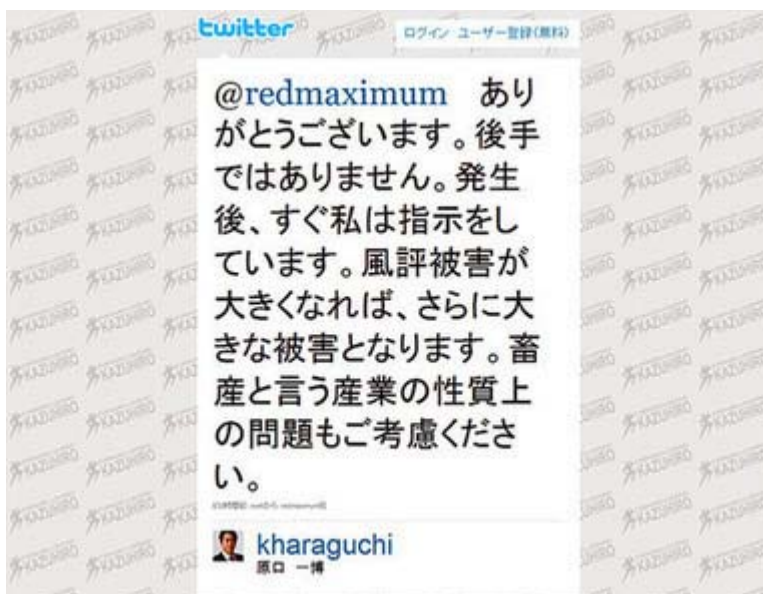 twitter
ログイン ユーザー登録(無料)
@redmaximum あり
がとうございます。後手
ではありません。発生
後、すぐ私は指示をし
ています。風評被害が
大きくなれば、さらに大
きな被害となります。畜
産と言う産業の性質上
の問題もご考慮くださ
い。
kharaguchi
原口 一博
KAZUHIRO